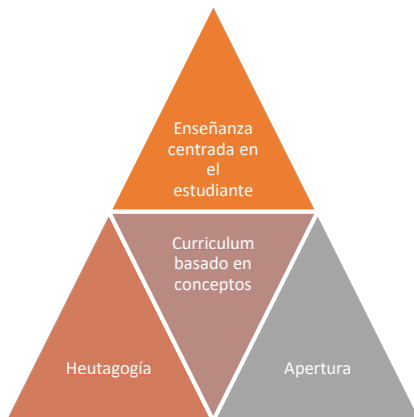 Enseñanza
centrada en
el
estudiante
Curriculum
basado en
conceptos
Heutagogía
Apertura